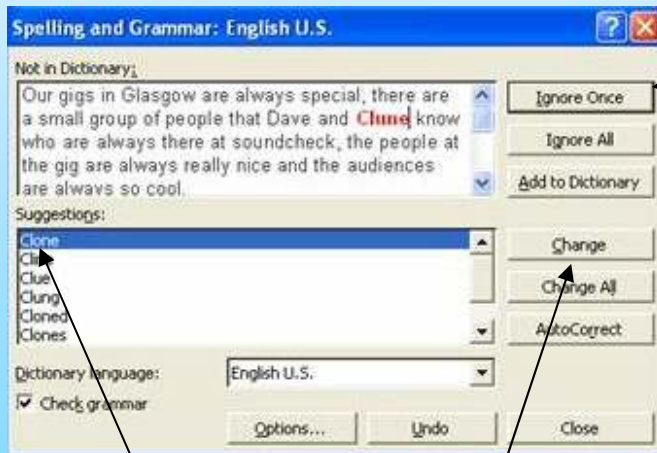 Spelling and Grammar: English U.S.
Not in Dictionary:
Our gigs in Glasgow are always special, there are
a small group of people that Dave and Clune know
who are always there at soundcheck, the people at
the gig are always really nice and the audiences
are always so cool.
Ignore Once
Ignore All
Add to Dictionary
Suggestions:
Clone
Clue
Clung
Cloned
Clones
Change
Change All
AutoCorrect
Dictionary language:
English U.S.
Check grammar
Options...
Undo
Close